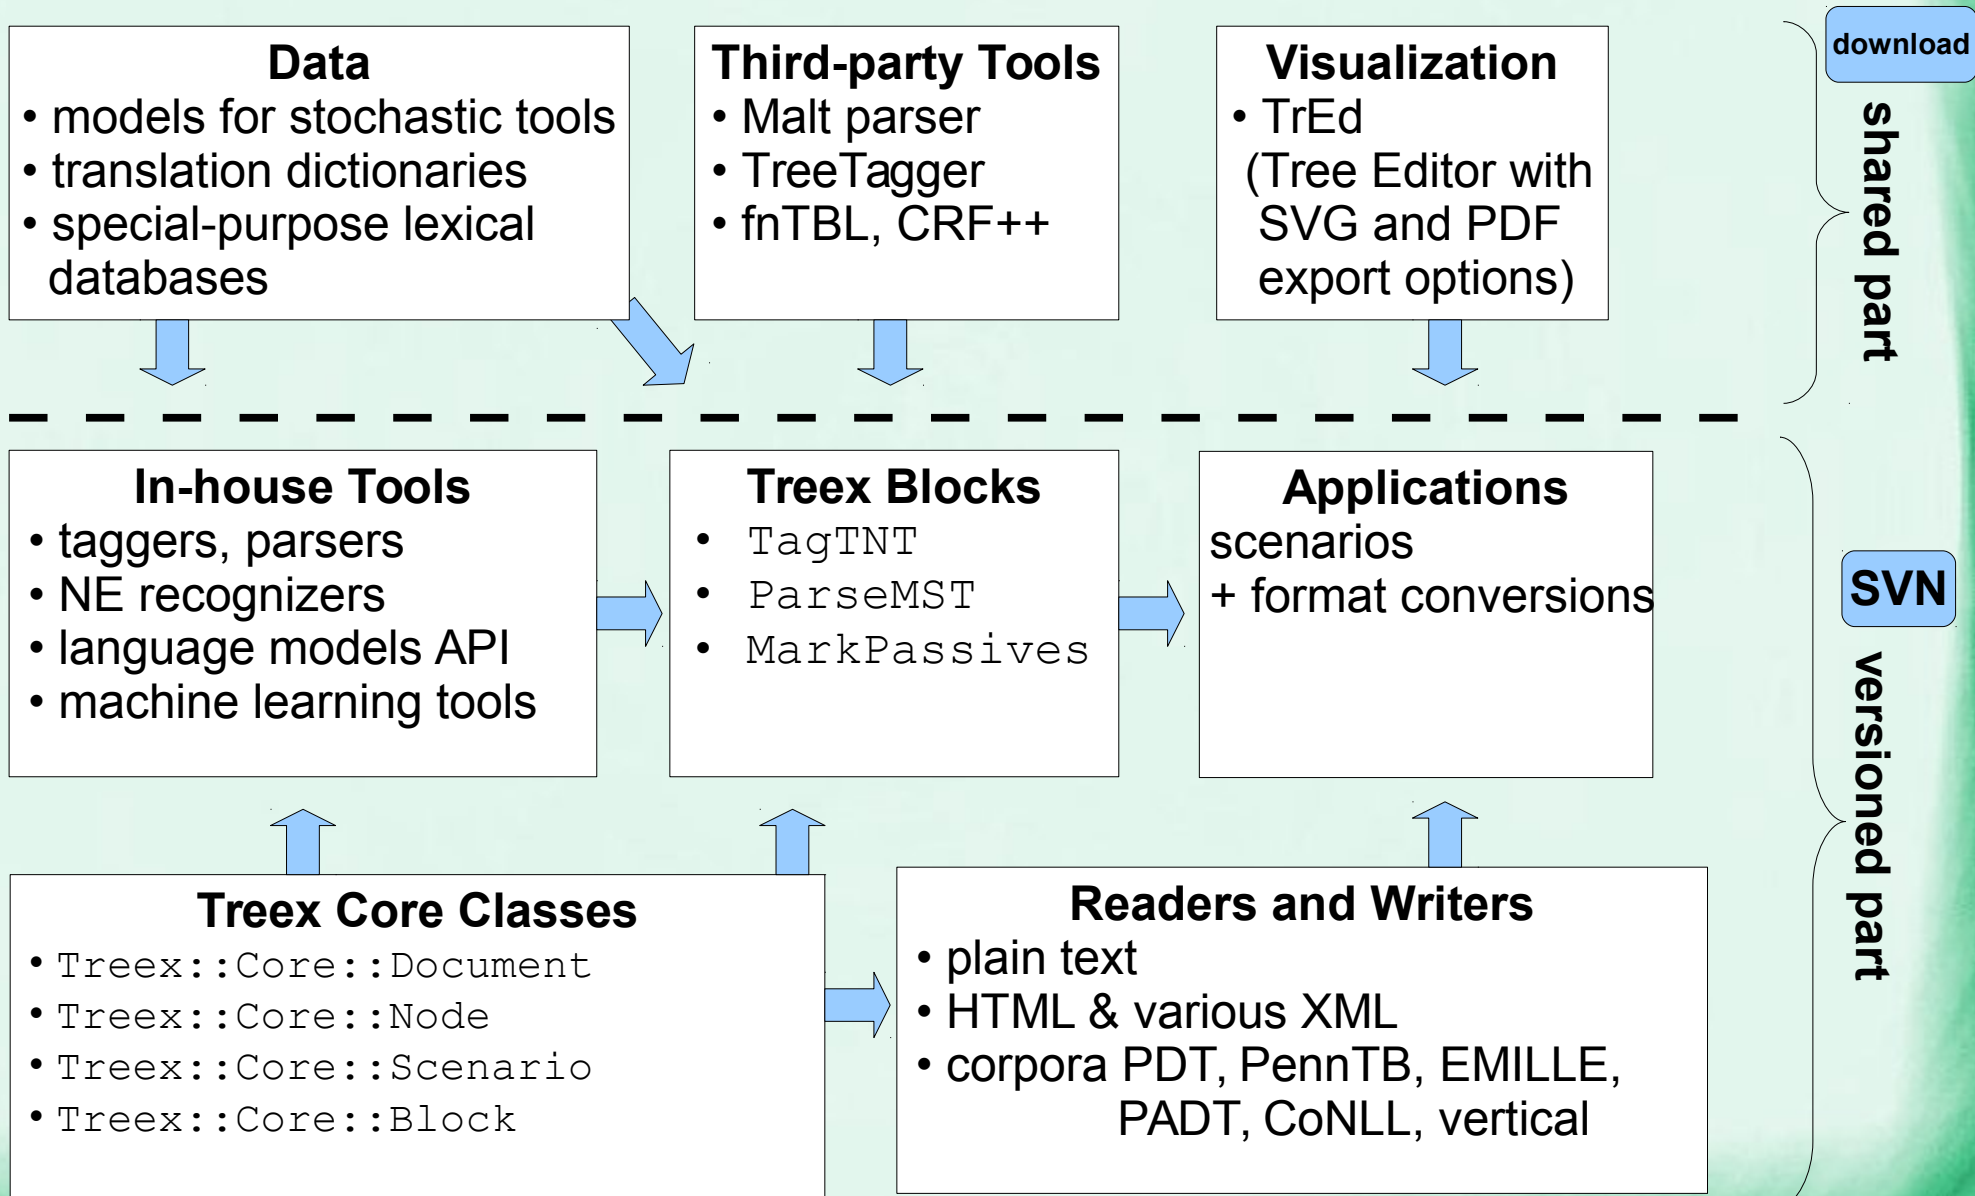 Data
• models for stochastic tools
• translation dictionaries
• special-purpose lexical
databases
Third-party Tools
• Malt parser
• TreeTagger
• fnTBL, CRF++
Visualization
• TrEd
(Tree Editor with
SVG and PDF
export options)
download
shared part
In-house Tools
• taggers, parsers
• NE recognizers
• language models API
• machine learning tools
Treex Blocks
• TagTNT
• ParseMST
• MarkPassives
Applications
scenarios
+ format conversions
SVN
versioned part
Treex Core Classes
• Treex::Core::Document
• Treex::Core::Node
• Treex::Core::Scenario
• Treex::Core::Block
Readers and Writers
• plain text
• HTML & various XML
• corpora PDT, PennTB, EMILLE,
PADT, CoNLL, vertical